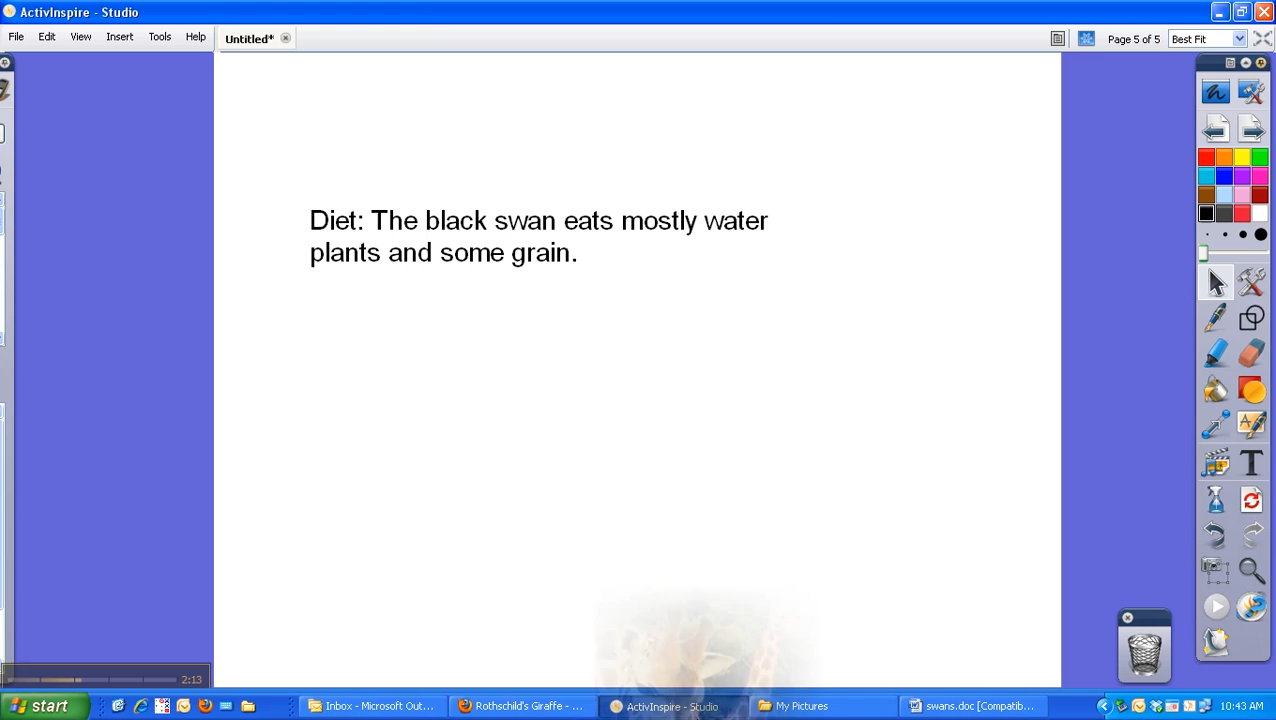 ActivInspire - Studio
File Edit View Insert Tools Help
Untitled*
Page 5 of 5
Best Fit
Diet: The black swan eats mostly water
plants and some grain.
2:13
start
Inbox - Microsoft Out...
Rothschild's Giraffe - ...
ActivInspire - Studio
My Pictures
swans.doc [Compatib...
10:43 AM